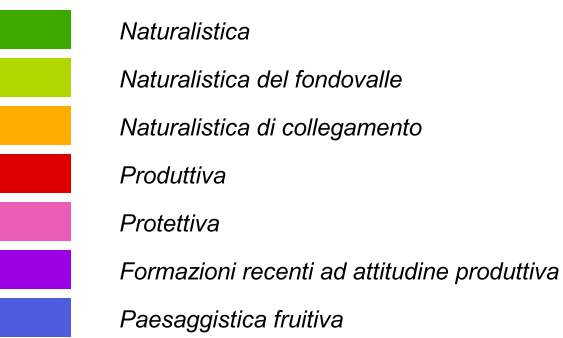 Naturalistica
Naturalistica del fondovalle
Naturalistica di collegamento
Produttiva
Protettiva
Formazioni recenti ad attitudine produttiva
Paesaggistica fruitiva